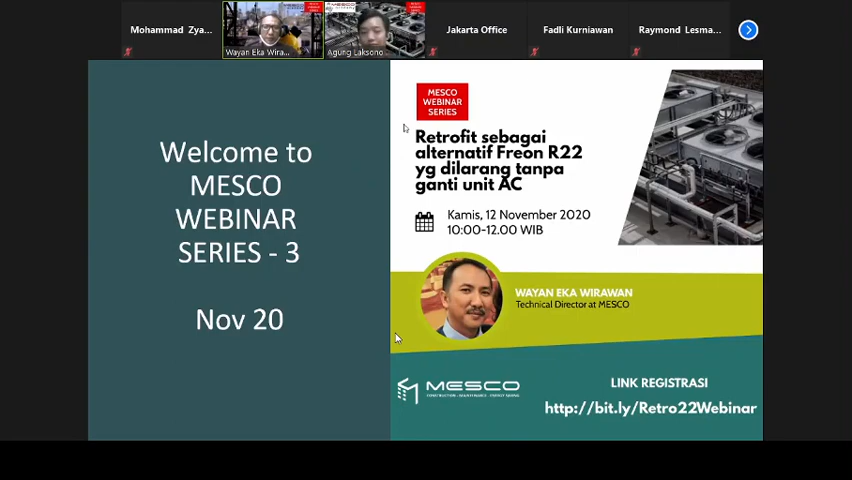 Mohammad Zya...
Wayan Eka Wira...
Agung Laksono
Jakarta Office
Fadli Kurniawan
Raymond Lesma...
Welcome to
MESCO
WEBINAR
SERIES - 3
Nov 20
MESCO
WEBINAR
SERIES
Retrofit sebagai
alternatif Freon R22
yg dilarang tanpa
ganti unit AC
Kamis, 12 November 2020
10:00-12.00 WIB
WAYAN EKA WIRAWAN
Technical Director at MESCO
MESCO
LINK REGISTRASI
http://bit.ly/Retro22Webinar